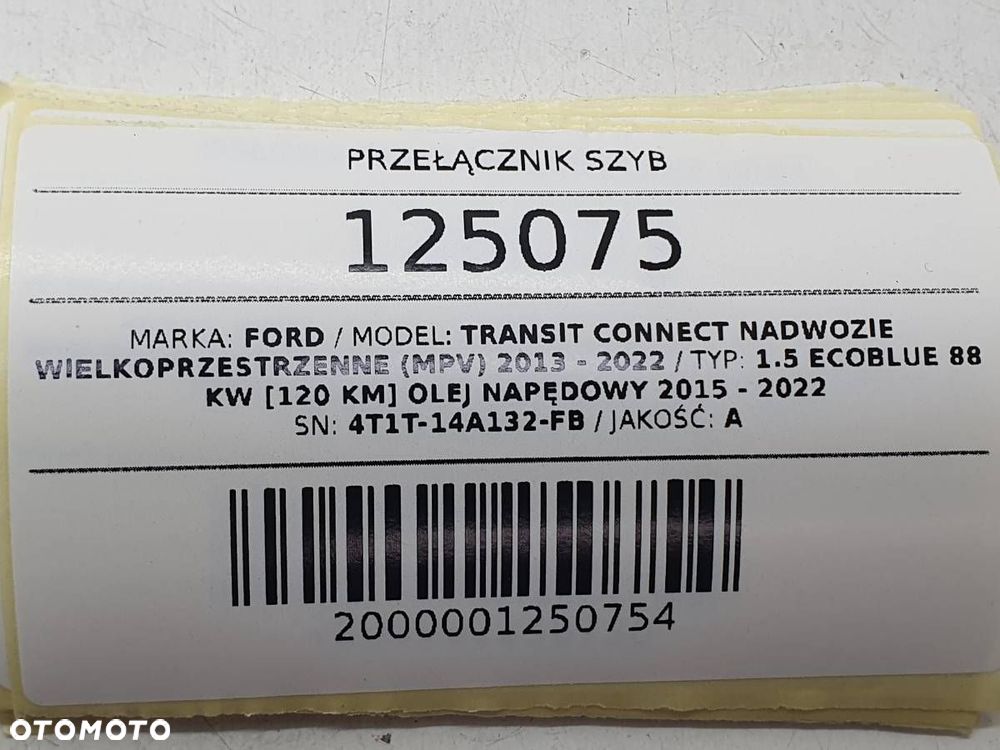 PRZEŁĄCZNIK SZYB
125075
MARKA: FORD / MODEL: TRANSIT CONNECT NADWOZIE
WIELKOPRZESTRZENNE (MPV) 2013 - 2022 / TYP: 1.5 ECOBLUE 88
KW [120 KM] OLEJ NAPĘDOWY 2015 - 2022
SN: 4T1T-14A132-FB / JAKOŚĆ: A
2000001250754
OTOMOTO